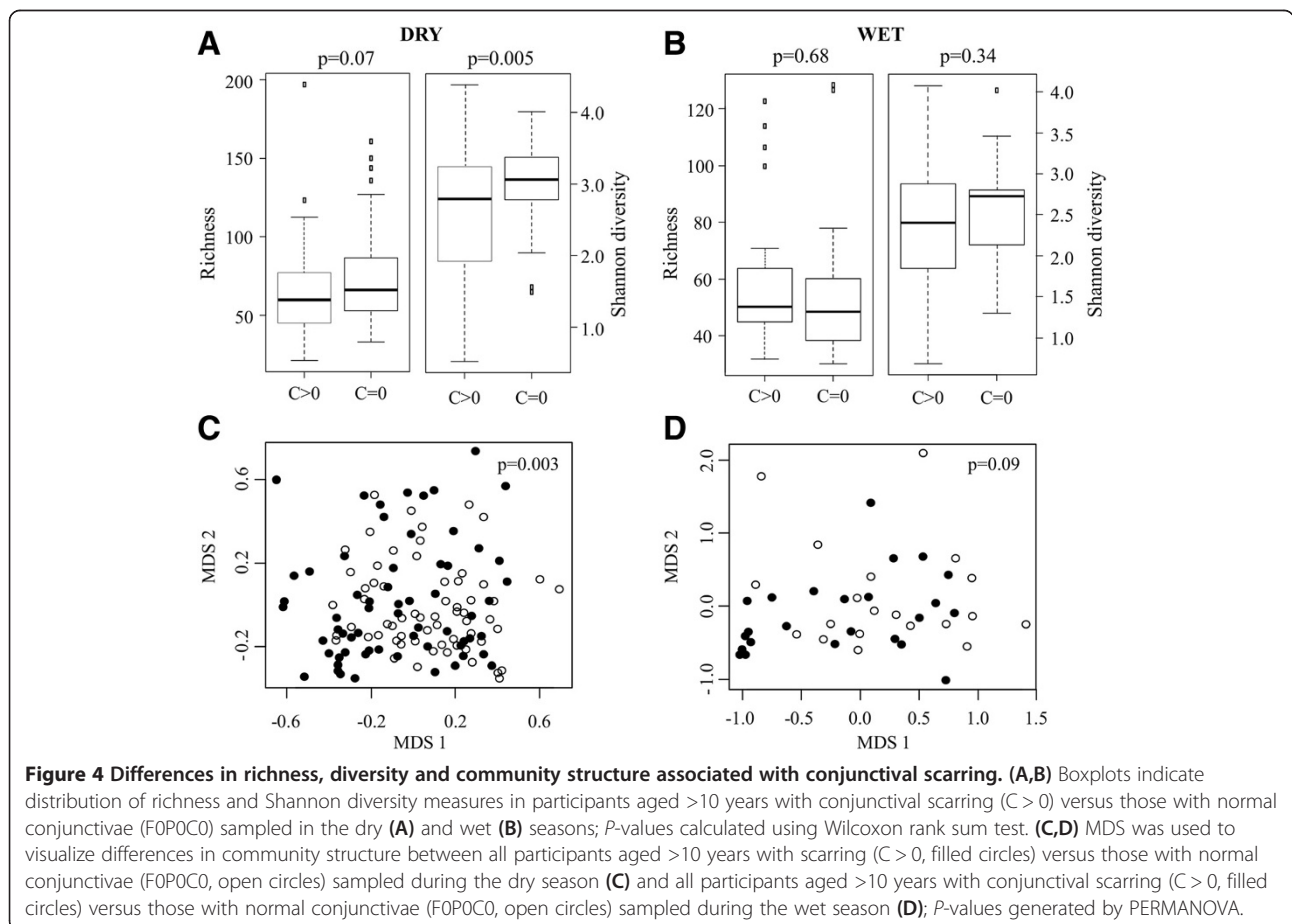 A
DRY
p=0.07
p=0.005
200
150
100
50
Richness
4.0
3.0
2.0
1.0
Shannon diversity
C>0
C=0
C>0
C=0
B
WET
p=0.68
p=0.34
120
100
80
60
40
Richness
4.0
3.5
3.0
2.5
2.0
1.5
1.0
Shannon diversity
C>0
C=0
C>0
C=0
C
p=0.003
0.6
0.2
-0.2
MDS 2
-0.6
-0.2
0.2
0.6
MDS 1
D
p=0.09
2.0
1.0
0.0
-1.0
MDS 2
-1.0
-0.5
0.0
0.5
1.0
1.5
MDS 1
Figure 4 Differences in richness, diversity and community structure associated with conjunctival scarring. (A,B) Boxplots indicate
distribution of richness and Shannon diversity measures in participants aged >10 years with conjunctival scarring (C > 0) versus those with normal
conjunctivae (F0P0C0) sampled in the dry (A) and wet (B) seasons; P-values calculated using Wilcoxon rank sum test. (C,D) MDS was used to
visualize differences in community structure between all participants aged >10 years with scarring (C > 0, filled circles) versus those with normal
conjunctivae (F0P0C0, open circles) sampled during the dry season (C) and all participants aged >10 years with conjunctival scarring (C > 0, filled
circles) versus those with normal conjunctivae (F0P0C0, open circles) sampled during the wet season (D); P-values generated by PERMANOVA.